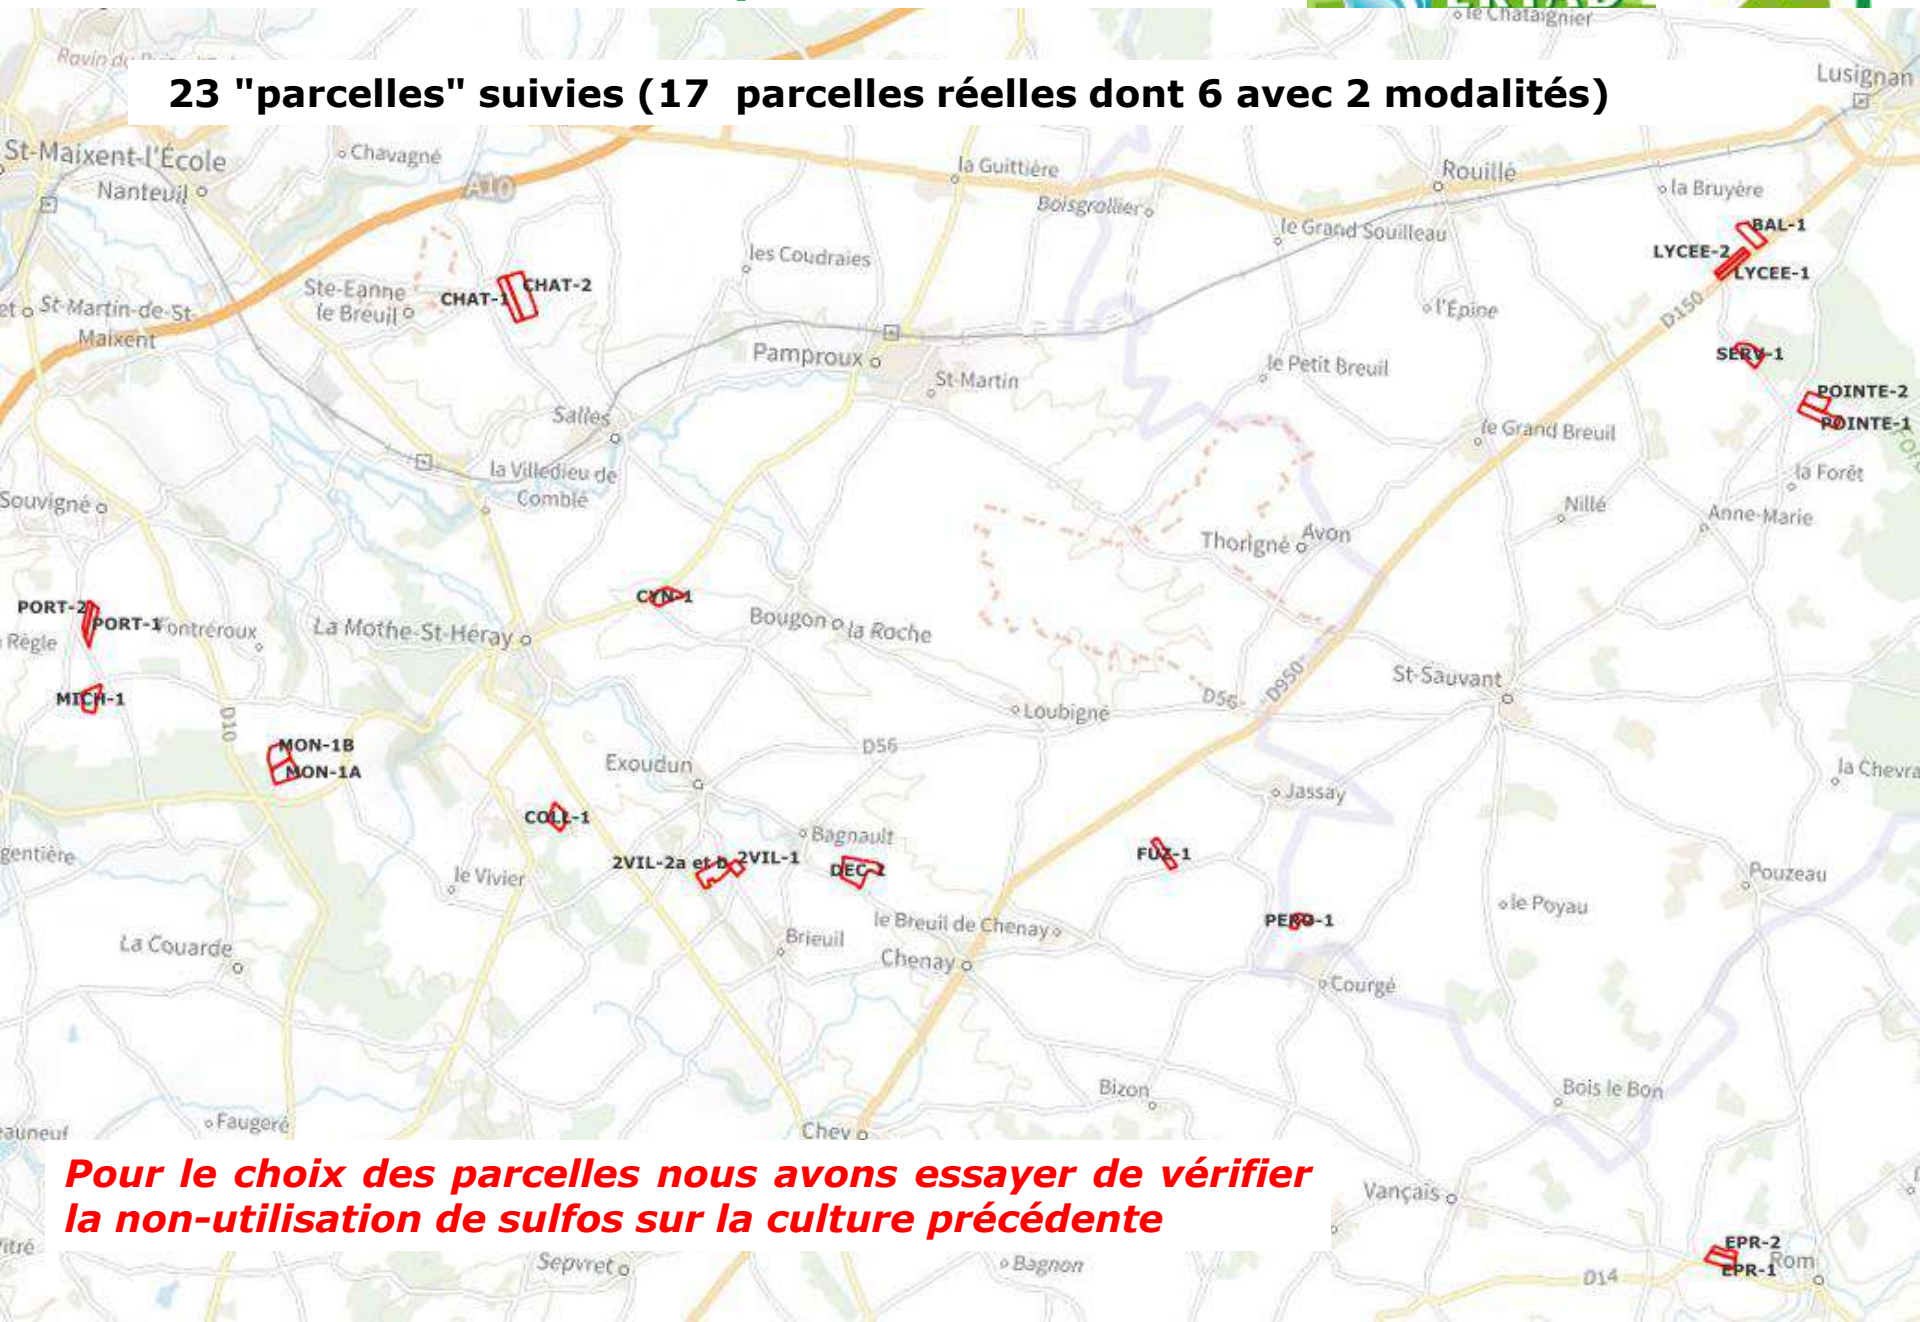 le Chataignier
Lusignan
23 "parcelles" suivies (17 parcelles réelles dont 6 avec 2 modalités)
St-Maixent-l'École
Chavagné
Nanteuil
A10
la Guittière
Boisgrollier
Rouillé
la Bruyère
le Grand Souilleau
BAL-1
LYCEE-2
LYCEE-1
les Coudraies
Ste-Eanne
le Breuil
CHAT-1
CHAT-2
St-Martin-de-St-
Maixent
l'Epine
D150
Pamproux
St-Martin
le Petit Breuil
SERV-1
POINTE-2
POINTE-1
Salles
le Grand Breuil
la Villedieu de
Comblé
la Forêt
Souvigné
Nillé
Anne-Marie
Thorigné
Avon
CYN-1
PORT-2
PORT-1
Règle
La Mothe-St-Héray
Bougon
la Roche
MICH-1
D10
St-Sauvant
D56
D950
Loubigné
MON-1B
MON-1A
D56
Exoudun
la Chevra
Jassay
COLL-1
Bagnault
gentière
le Vivier
2VIL-2a et b
2VIL-1
DEC-1
FUZ-1
Pouzeau
le Poyau
PERO-1
La Couarde
Brieuil
le Breuil de Chenay
Chenay
Courgé
Bizon
Bois le Bon
Faugeré
eauneuf
Chey
Pour le choix des parcelles nous avons essayer de vérifier
la non-utilisation de sulfos sur la culture précédente
Vançais
itré
Sepvret
Bagnon
D14
EPR-2
EPR-1
Rom